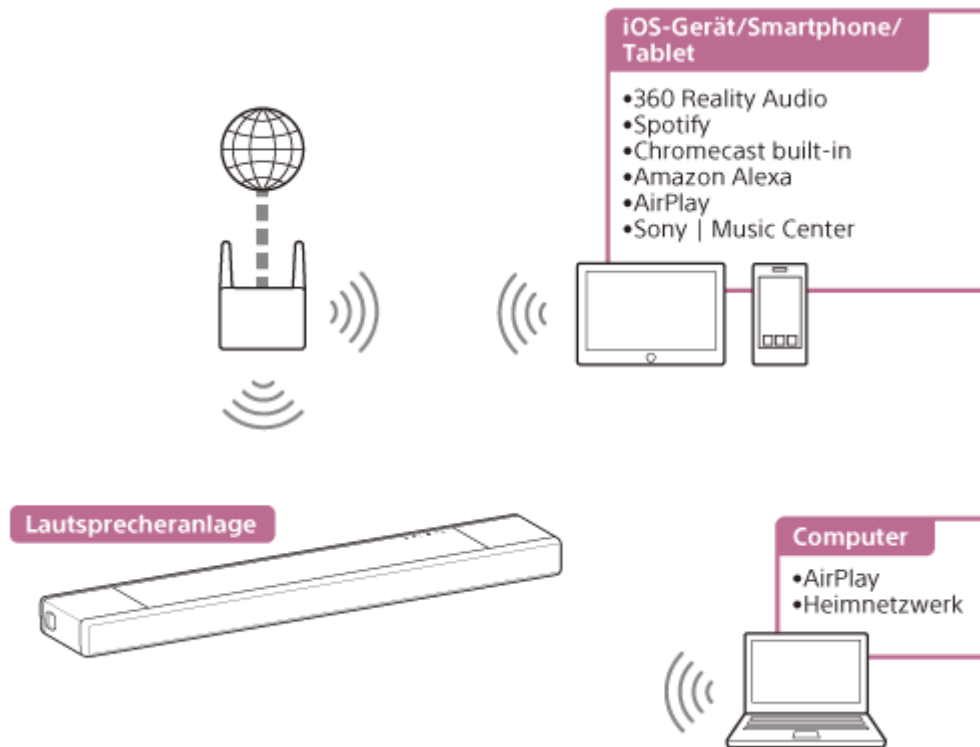 iOS-Gerät/Smartphone/
Tablet
•360 Reality Audio
•Spotify
•Chromecast built-in
•Amazon Alexa
•AirPlay
•Sony | Music Center
Lautsprecheranlage
Computer
•AirPlay
•Heimnetzwerk